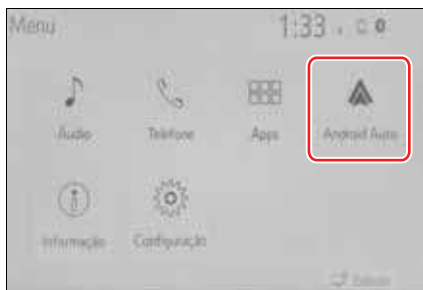 Menu 1:33
Áudio Telefone Apps Android Auto
Informação Configuração